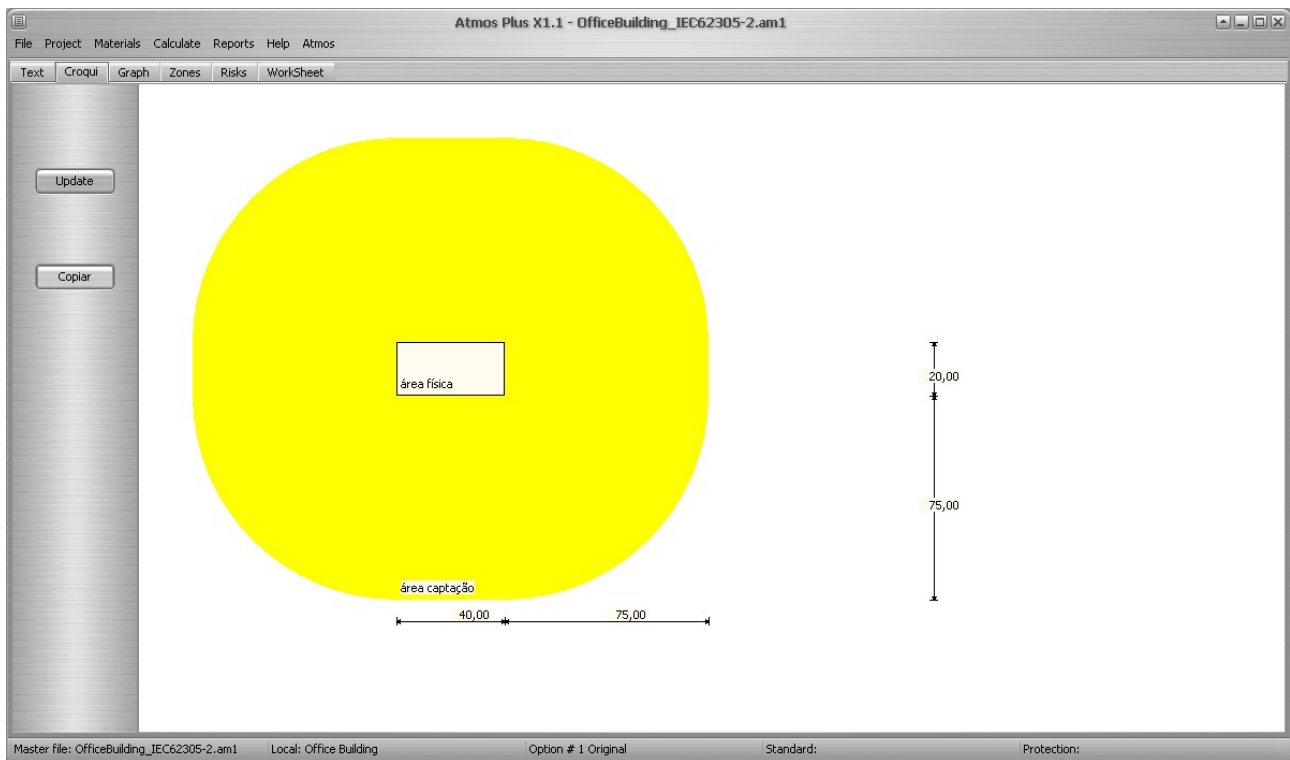 Atmos Plus X1.1 - OfficeBuilding_IEC62305-2.am1
File Project Materials Calculate Reports Help Atmos
Text Croqui Graph Zones Risks WorkSheet
Update
Copiar
área física
20,00
75,00
área captação
40,00 75,00
Master file: OfficeBuilding_IEC62305-2.am1 Local: Office Building Option # 1 Original Standard: Protection: